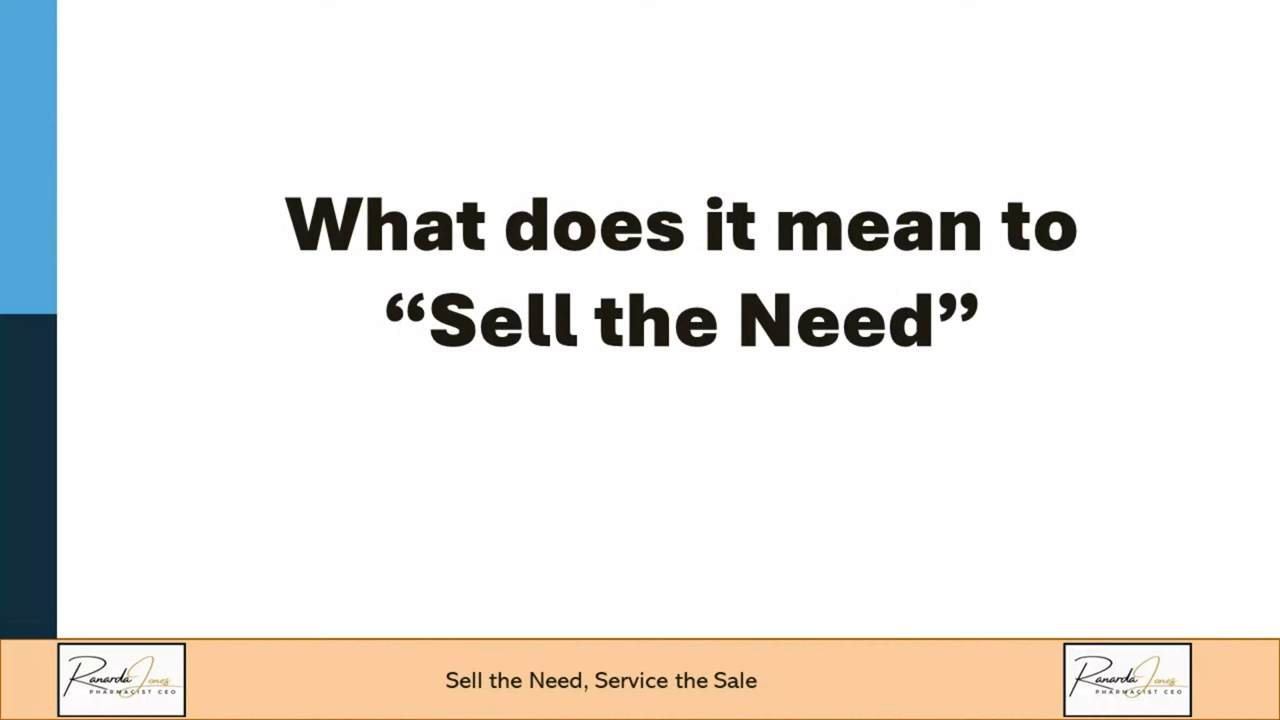 What does it mean to
“Sell the Need”
Ranarda Jones
PHARMACIST CEO
Sell the Need, Service the Sale
Ranarda Jones
PHARMACIST CEO